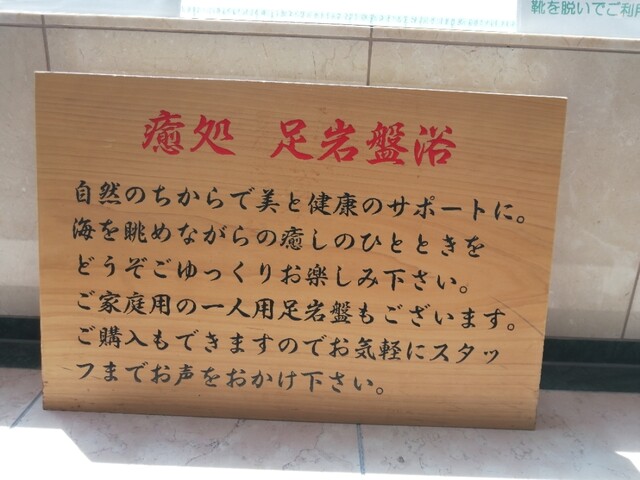 靴を脱いでご利用
癒処 足岩盤浴
自然のちからで美と健康のサポートに。
海を眺めながらの癒しのひとときを
どうぞごゆっくりお楽しみ下さい。
ご家庭用の一人用足岩盤もございます。
ご購入もできますのでお気軽にスタッ
フまでお声をおかけ下さい。